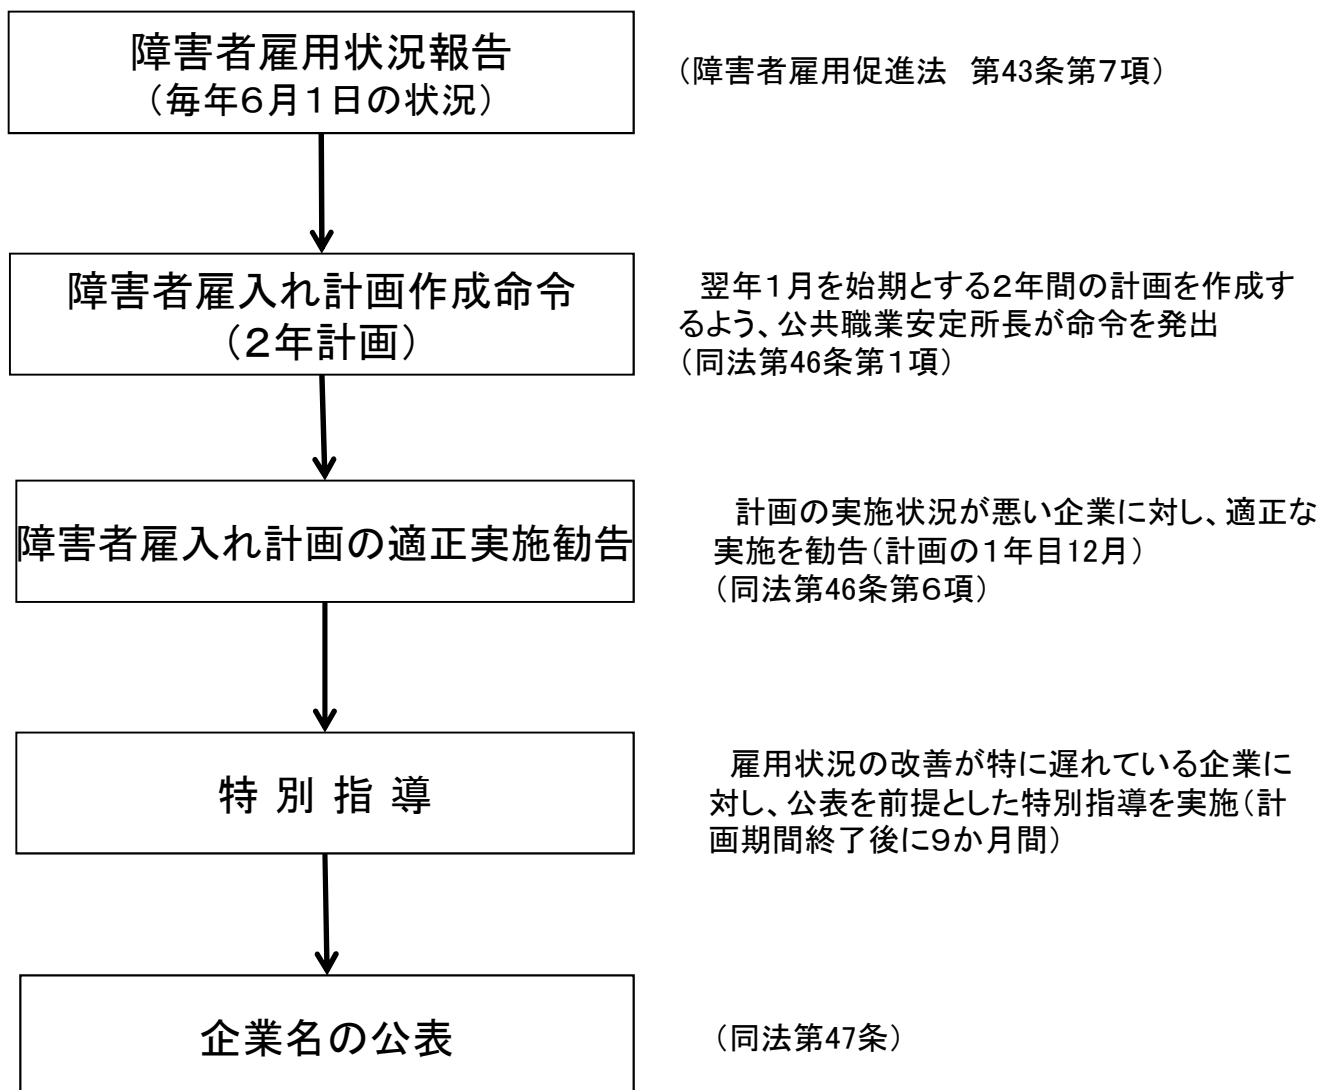 障害者雇用状況報告
（毎年６月１日の状況）
（障害者雇用促進法　第43条第７項）
障害者雇入れ計画作成命令
（２年計画）
翌年１月を始期とする２年間の計画を作成す
るよう、公共職業安定所長が命令を発出
（同法第46条第１項）
障害者雇入れ計画の適正実施勧告
計画の実施状況が悪い企業に対し、適正な
実施を勧告（計画の１年目12月）
（同法第46条第６項）
特 別 指 導
雇用状況の改善が特に遅れている企業に
対し、公表を前提とした特別指導を実施（計
画期間終了後に９か月間）
企業名の公表
（同法第47条）